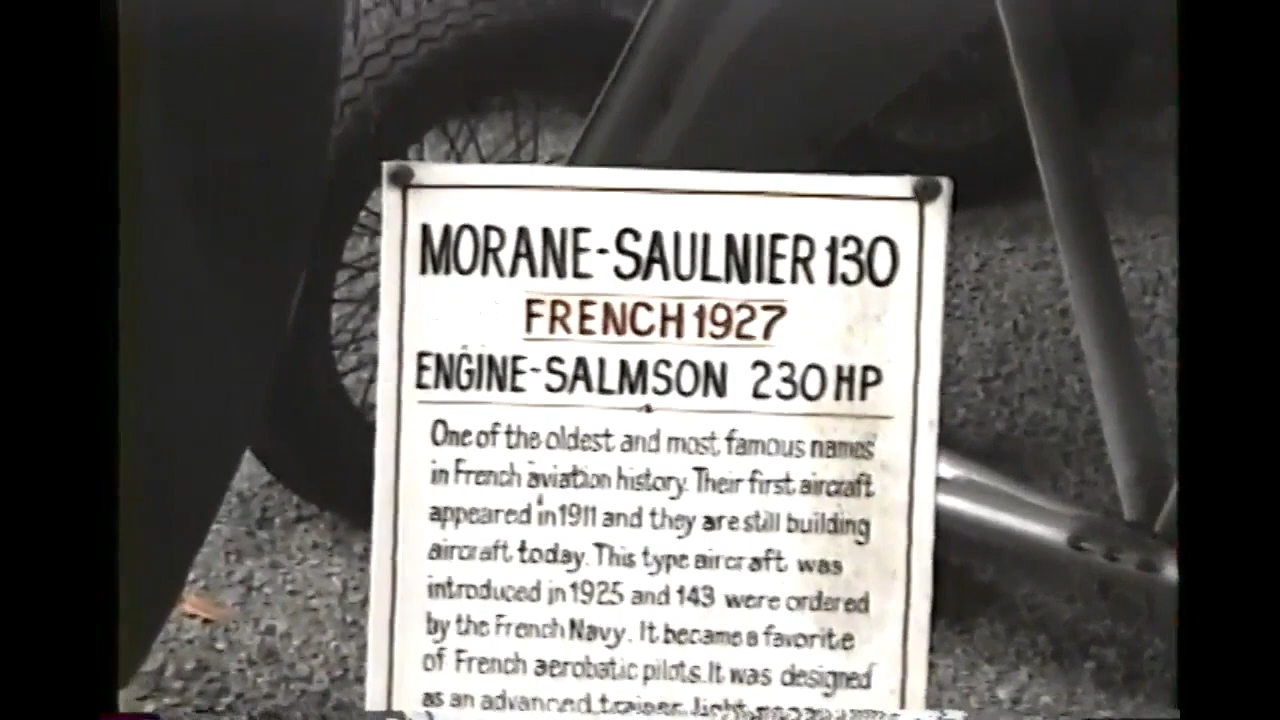 MORANE-SAULNIER 130
FRENCH 1927
ENGINE-SALMSON 230 HP
One of the oldest and most famous names
in French aviation history. Their first aircraft
appeared in 1911 and they are still building
aircraft today. This type aircraft was
introduced in 1925 and 143 were ordered
by the French Navy. It became a favorite
of French aerobatic pilots. It was designed
as an advanced trainer, light